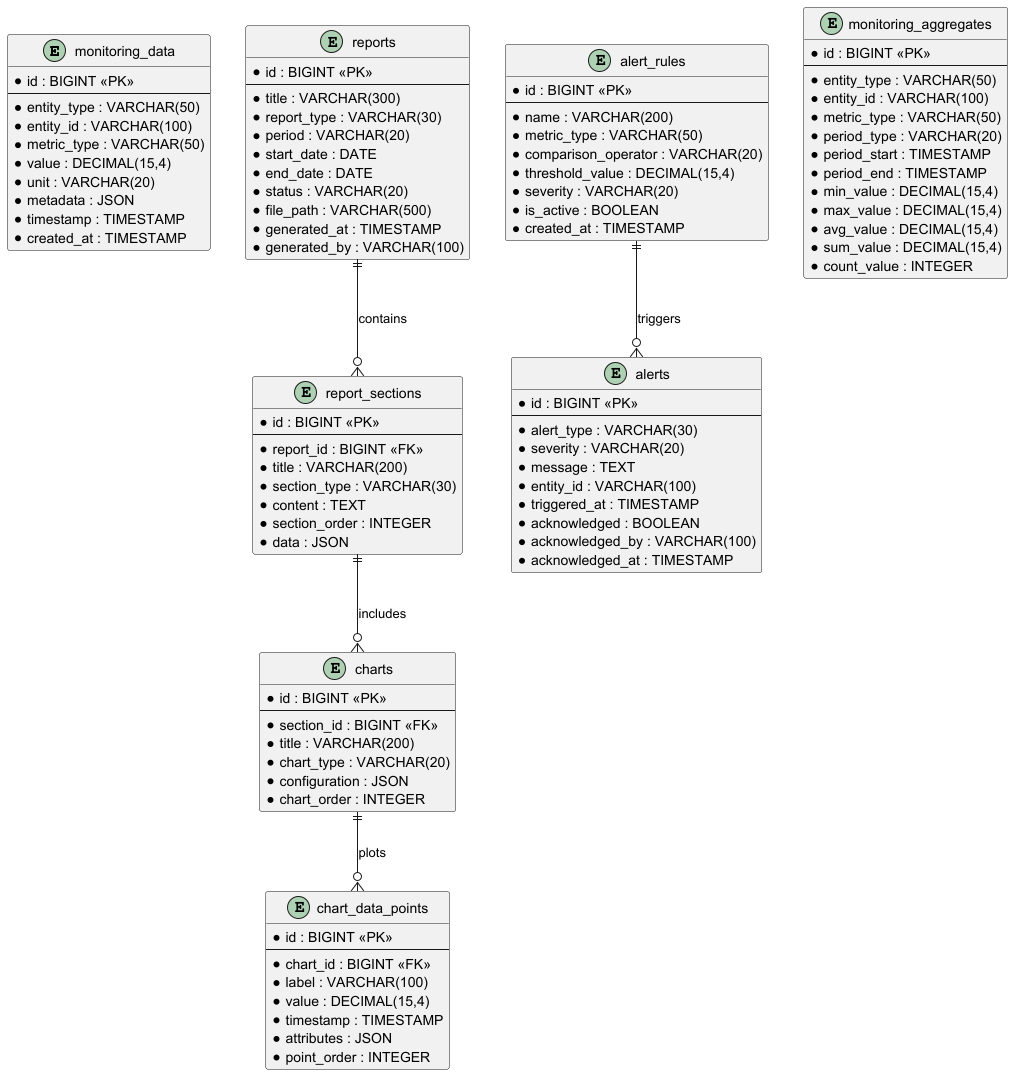 E monitoring_data
id : BIGINT «PK»
entity_type : VARCHAR(50)
entity_id : VARCHAR(100)
metric_type : VARCHAR(50)
value : DECIMAL(15,4)
unit : VARCHAR(20)
metadata : JSON
timestamp : TIMESTAMP
created_at : TIMESTAMP
E reports
id : BIGINT «PK»
title : VARCHAR(300)
report_type : VARCHAR(30)
period : VARCHAR(20)
start_date : DATE
end_date : DATE
status : VARCHAR(20)
file_path : VARCHAR(500)
generated_at : TIMESTAMP
generated_by : VARCHAR(100)
E alert_rules
id : BIGINT «PK»
name : VARCHAR(200)
metric_type : VARCHAR(50)
comparison_operator : VARCHAR(20)
threshold_value : DECIMAL(15,4)
severity : VARCHAR(20)
is_active : BOOLEAN
created_at : TIMESTAMP
E monitoring_aggregates
id : BIGINT «PK»
entity_type : VARCHAR(50)
entity_id : VARCHAR(100)
metric_type : VARCHAR(50)
period_type : VARCHAR(20)
period_start : TIMESTAMP
period_end : TIMESTAMP
min_value : DECIMAL(15,4)
max_value : DECIMAL(15,4)
avg_value : DECIMAL(15,4)
sum_value : DECIMAL(15,4)
count_value : INTEGER
contains
triggers
E report_sections
id : BIGINT «PK»
report_id : BIGINT «FK»
title : VARCHAR(200)
section_type : VARCHAR(30)
content : TEXT
section_order : INTEGER
data : JSON
E alerts
id : BIGINT «PK»
alert_type : VARCHAR(30)
severity : VARCHAR(20)
message : TEXT
entity_id : VARCHAR(100)
triggered_at : TIMESTAMP
acknowledged : BOOLEAN
acknowledged_by : VARCHAR(100)
acknowledged_at : TIMESTAMP
includes
E charts
id : BIGINT «PK»
section_id : BIGINT «FK»
title : VARCHAR(200)
chart_type : VARCHAR(20)
configuration : JSON
chart_order : INTEGER
plots
E chart_data_points
id : BIGINT «PK»
chart_id : BIGINT «FK»
label : VARCHAR(100)
value : DECIMAL(15,4)
timestamp : TIMESTAMP
attributes : JSON
point_order : INTEGER